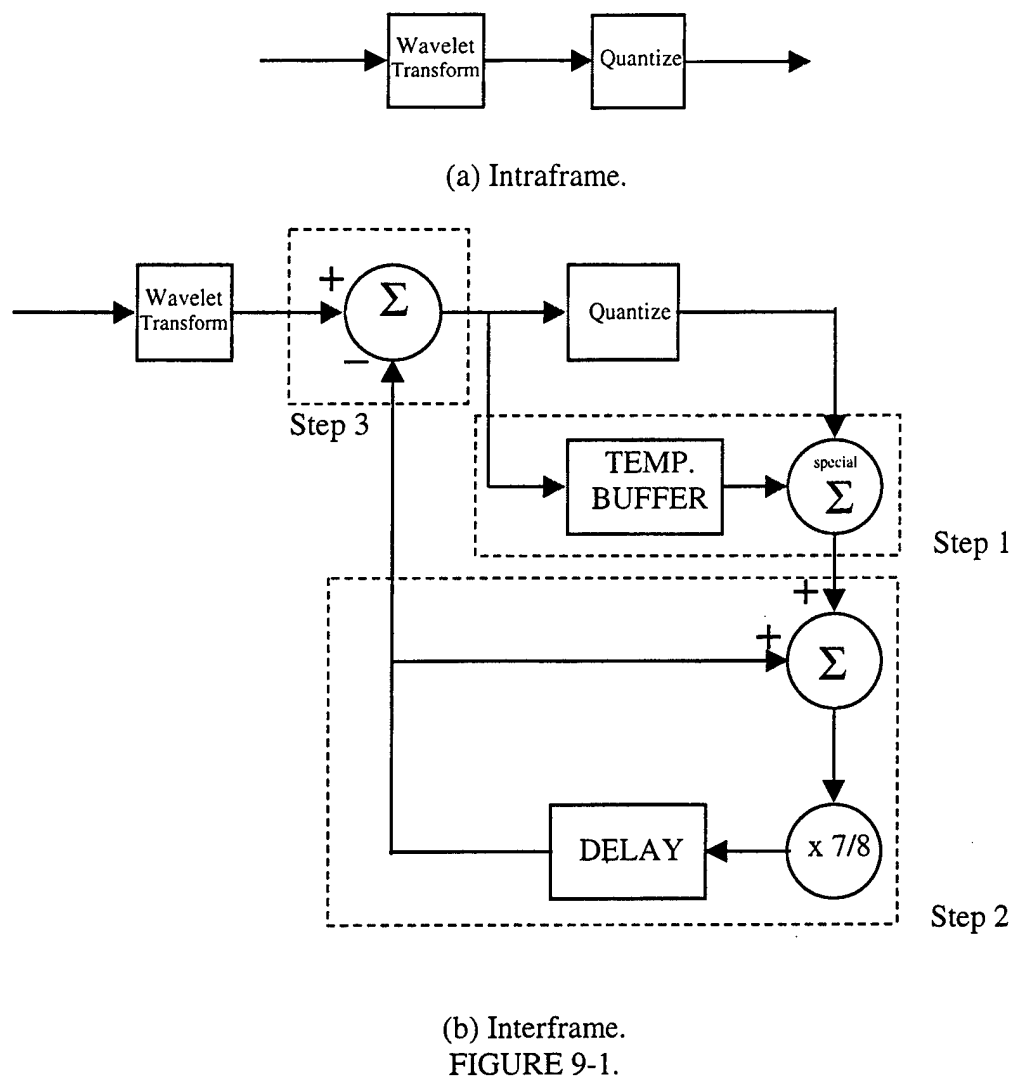 Wavelet
Transform
Quantize
(a) Intraframe.
Wavelet
Transform
+
Σ
−
Step 3
Quantize
TEMP.
BUFFER
special
Σ
Step 1
+
+
Σ
DELAY
x 7/8
Step 2
(b) Interframe.
FIGURE 9-1.